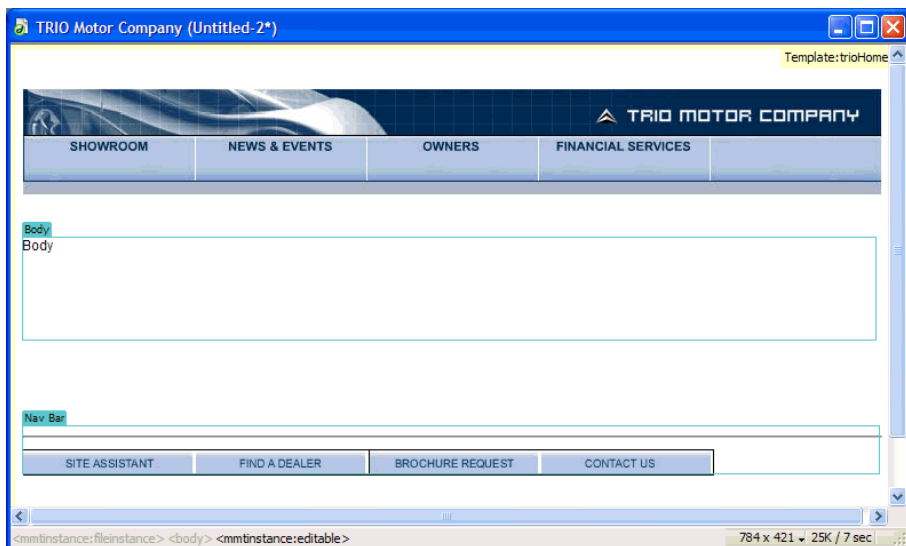 TRIO Motor Company (Untitled-2*)
Template:trioHome
TRIO MOTOR COMPANY
SHOWROOM NEWS & EVENTS OWNERS FINANCIAL SERVICES
Body
Body
Nav Bar
SITE ASSISTANT FIND A DEALER BROCHURE REQUEST CONTACT US
<mmtinstance:fileinstance> <body> <mmtinstance:editable> 784 x 421 25K / 7 sec